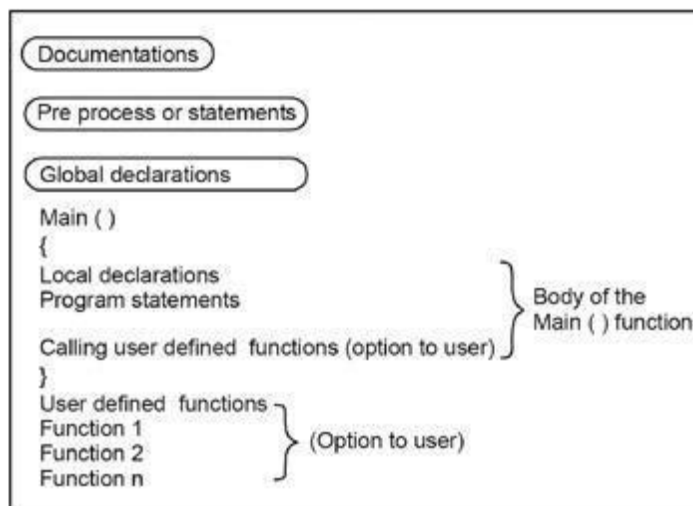 Documentations
Pre process or statements
Global declarations
Main ( )
{
Local declarations
Program statements
Calling user defined functions (option to user)
}
Body of the
Main ( ) function
User defined functions
Function 1
Function 2
Function n
(Option to user)